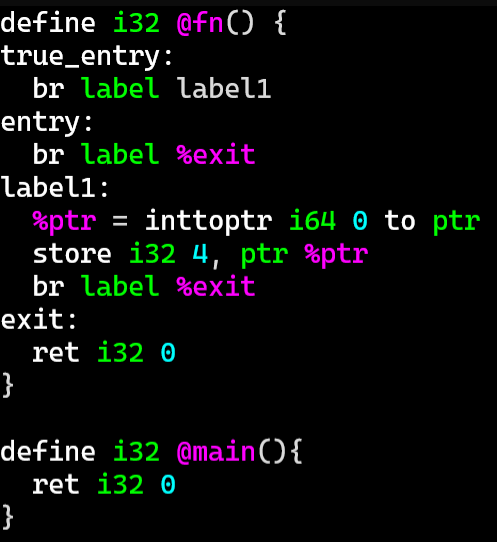 define i32 @fn() {
true_entry:
  br label label1
entry:
  br label %exit
label1:
  %ptr = inttoptr i64 0 to ptr
  store i32 4, ptr %ptr
  br label %exit
exit:
  ret i32 0
}

define i32 @main(){
  ret i32 0
}